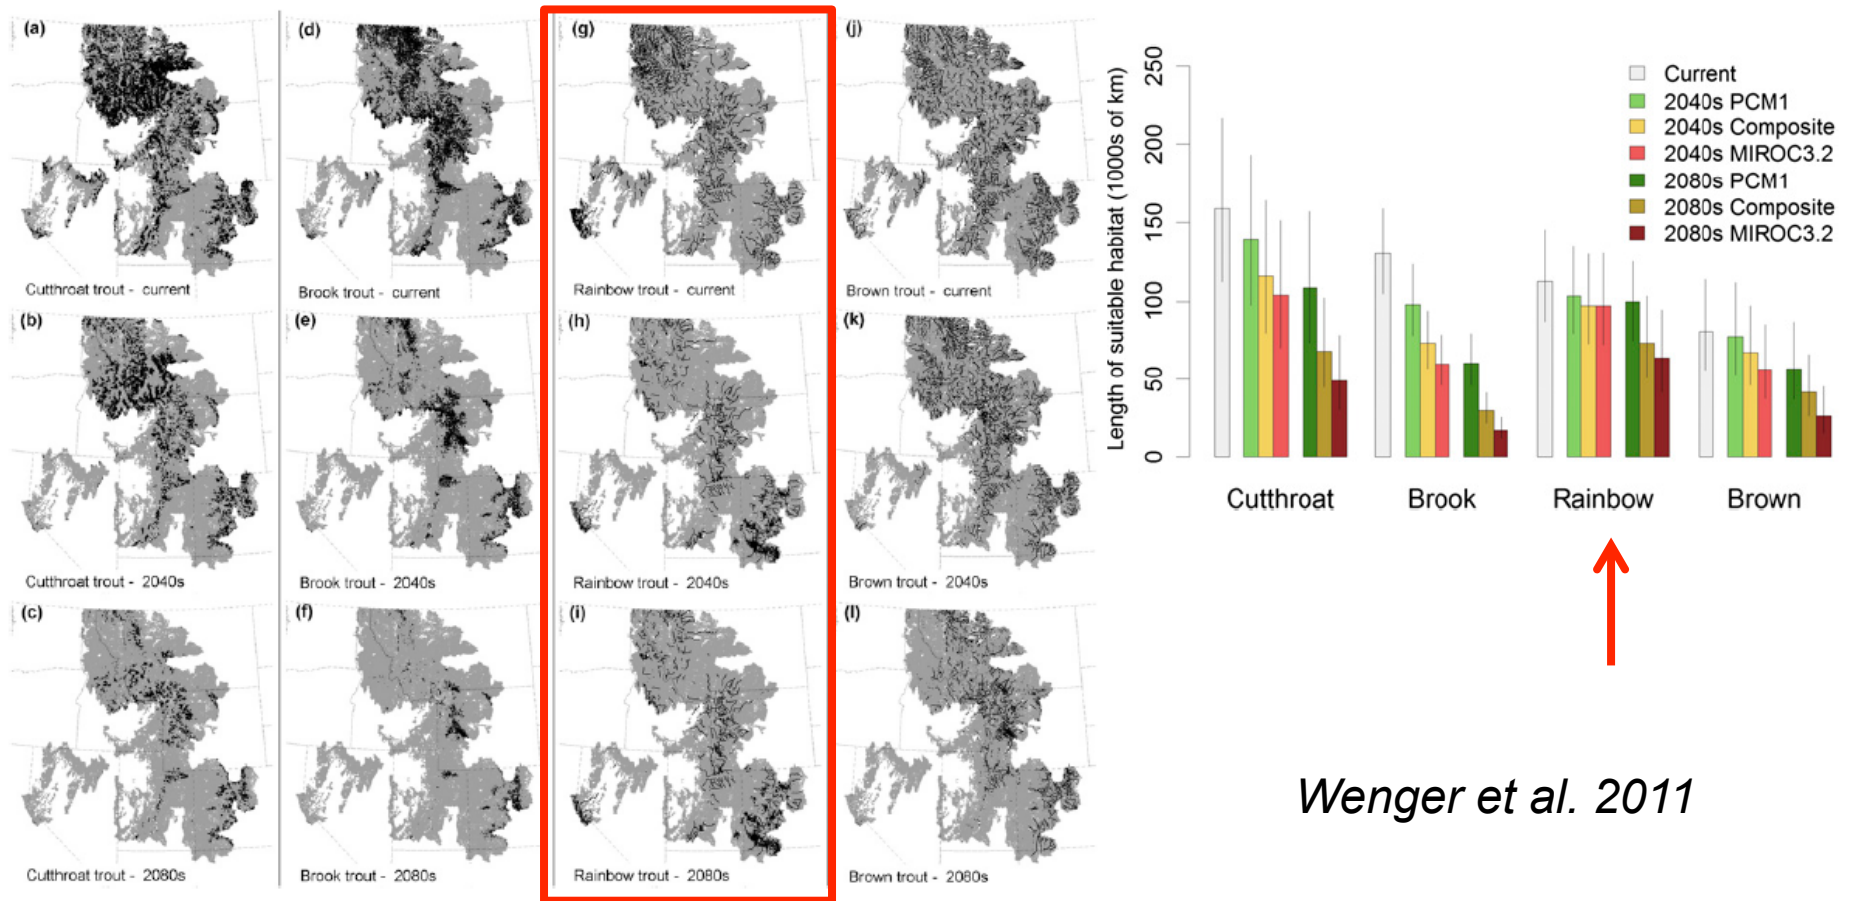 (a)
(d)
(g)
(j)
Cutthroat trout - current
Brook trout - current
Rainbow trout - current
Brown trout - current
(b)
(e)
(h)
(k)
Cutthroat trout - 2040s
Brook trout - 2040s
Rainbow trout - 2040s
Brown trout - 2040s
(c)
(f)
(i)
(l)
Cutthroat trout - 2080s
Brook trout - 2080s
Rainbow trout - 2080s
Brown trout - 2080s
Length of suitable habitat (1000s of km)
250
200
150
100
50
0
Current
2040s PCM1
2040s Composite
2040s MIROC3.2
2080s PCM1
2080s Composite
2080s MIROC3.2
Cutthroat
Brook
Rainbow
Brown
Wenger et al. 2011